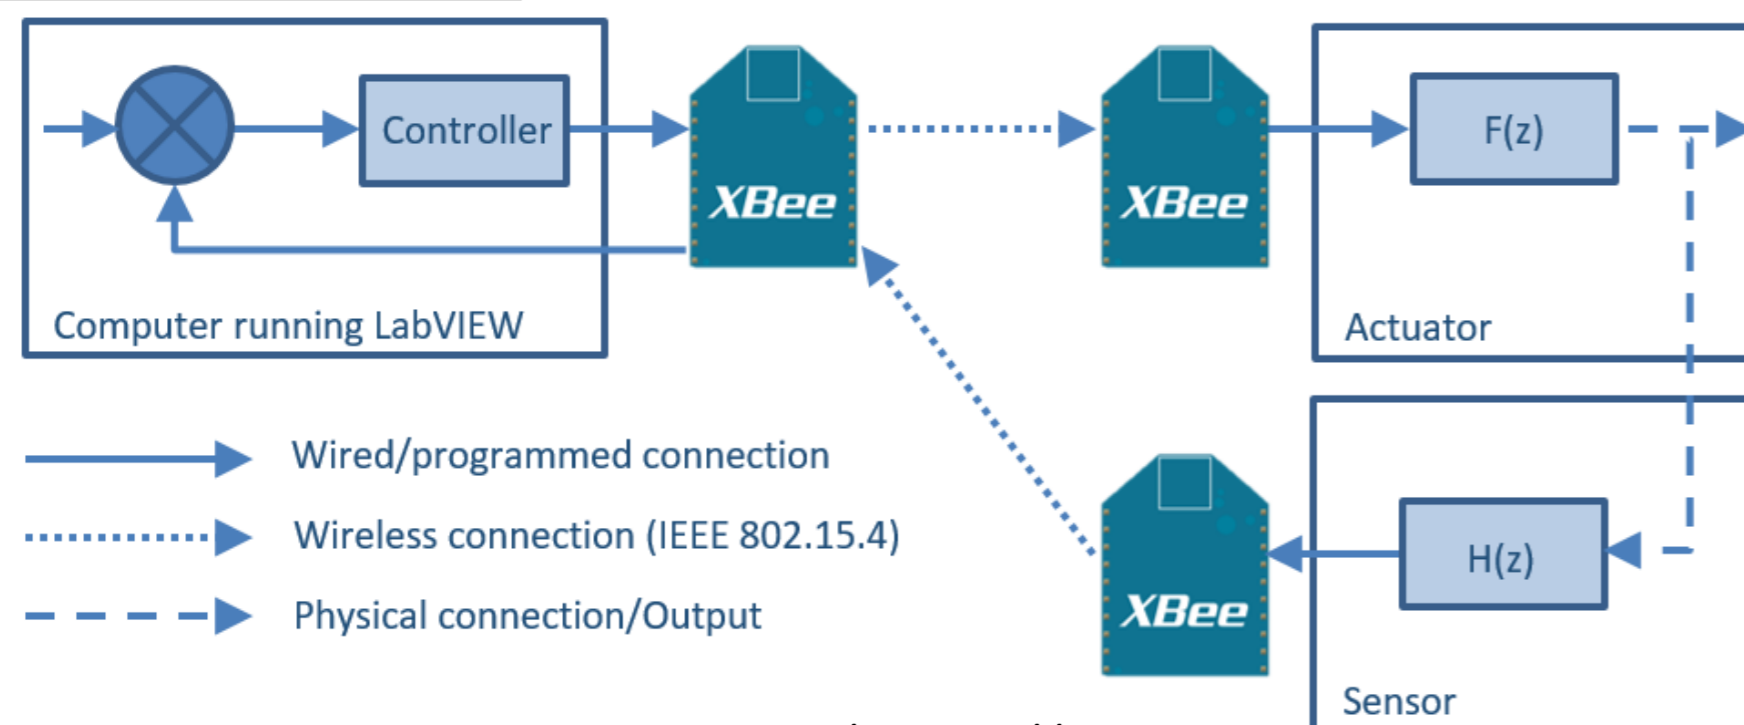 Controller
XBee
XBee
F(z)
Computer running LabVIEW
Actuator
Wired/programmed connection
Wireless connection (IEEE 802.15.4)
Physical connection/Output
XBee
H(z)
Sensor